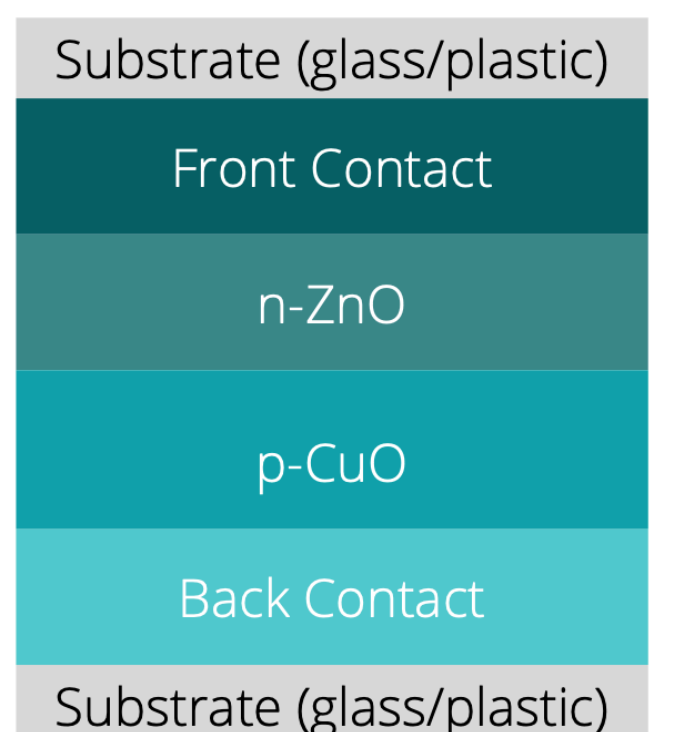 Substrate (glass/plastic)
Front Contact
n-ZnO
p-CuO
Back Contact
Substrate (glass/plastic)